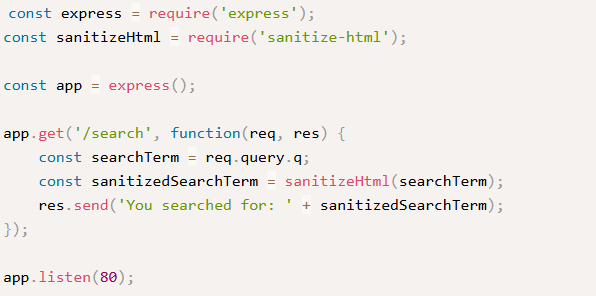 const express = require('express');
const sanitizeHtml = require('sanitize-html');
const app = express();
app.get('/search', function(req, res) {
    const searchTerm = req.query.q;
    const sanitizedSearchTerm = sanitizeHtml(searchTerm);
    res.send('You searched for: ' + sanitizedSearchTerm);
});
app.listen(80);